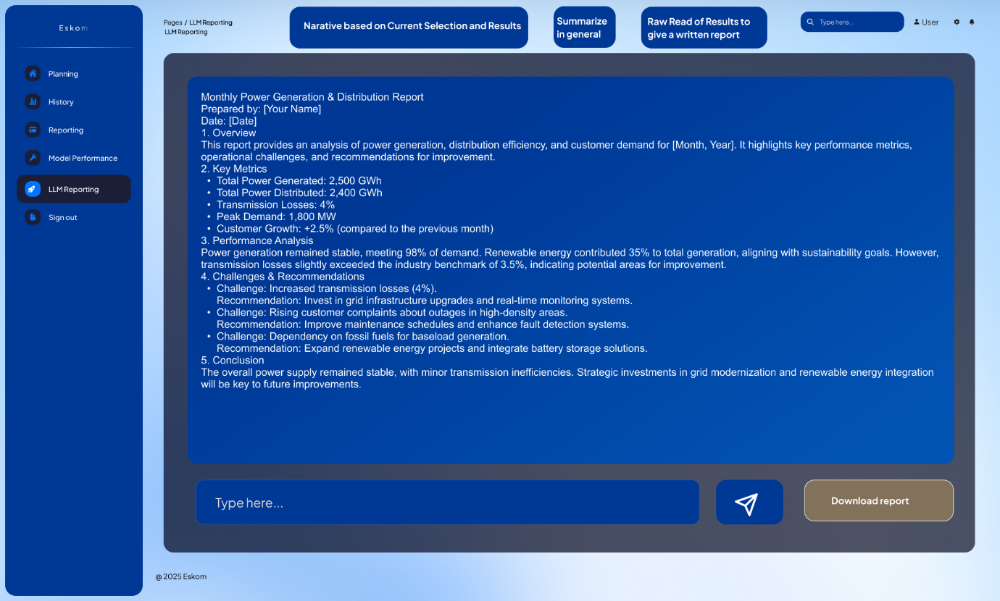 Eskom
Planning
History
Reporting
Model Performance
LLM Reporting
Sign out
Pages / LLM Reporting
LLM Reporting
Narative based on Current Selection and Results
Summarize
in general
Raw Read of Results to
give a written report
Type here...
User
Monthly Power Generation & Distribution Report
Prepared by: [Your Name]
Date: [Date]
1. Overview
This report provides an analysis of power generation, distribution efficiency, and customer demand for [Month, Year]. It highlights key performance metrics,
operational challenges, and recommendations for improvement.
2. Key Metrics
• Total Power Generated: 2,500 GWh
• Total Power Distributed: 2,400 GWh
• Transmission Losses: 4%
• Peak Demand: 1,800 MW
• Customer Growth: +2.5% (compared to the previous month)
3. Performance Analysis
Power generation remained stable, meeting 98% of demand. Renewable energy contributed 35% to total generation, aligning with sustainability goals. However,
transmission losses slightly exceeded the industry benchmark of 3.5%, indicating potential areas for improvement.
4. Challenges & Recommendations
• Challenge: Increased transmission losses (4%).
Recommendation: Invest in grid infrastructure upgrades and real-time monitoring systems.
• Challenge: Rising customer complaints about outages in high-density areas.
Recommendation: Improve maintenance schedules and enhance fault detection systems.
• Challenge: Dependency on fossil fuels for baseload generation.
Recommendation: Expand renewable energy projects and integrate battery storage solutions.
5. Conclusion
The overall power supply remained stable, with minor transmission inefficiencies. Strategic investments in grid modernization and renewable energy integration
will be key to future improvements.
Type here...
Download report
@ 2025 Eskom